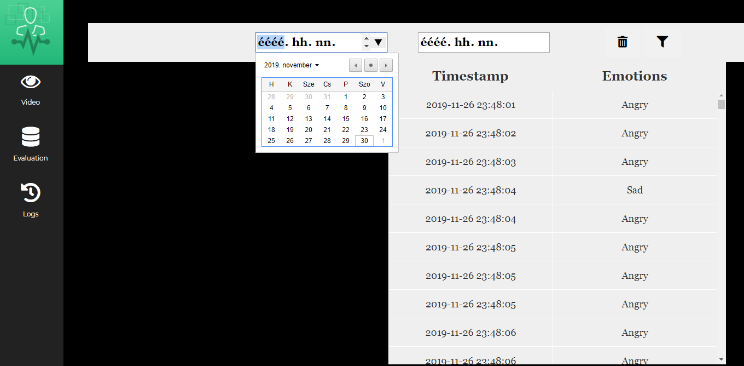 éééé. hh. nn.
éééé. hh. nn.
2019. november
H K Sze Cs P Szo V
28 29 30 31 1 2 3
4 5 6 7 8 9 10
11 12 13 14 15 16 17
18 19 20 21 22 23 24
25 26 27 28 29 30 1
Video
Evaluation
Logs
Timestamp Emotions
2019-11-26 23:48:01 Angry
2019-11-26 23:48:02 Angry
2019-11-26 23:48:03 Angry
2019-11-26 23:48:04 Sad
2019-11-26 23:48:04 Angry
2019-11-26 23:48:05 Angry
2019-11-26 23:48:05 Angry
2019-11-26 23:48:05 Angry
2019-11-26 23:48:06 Angry
2019-11-26 23:48:06 Angry